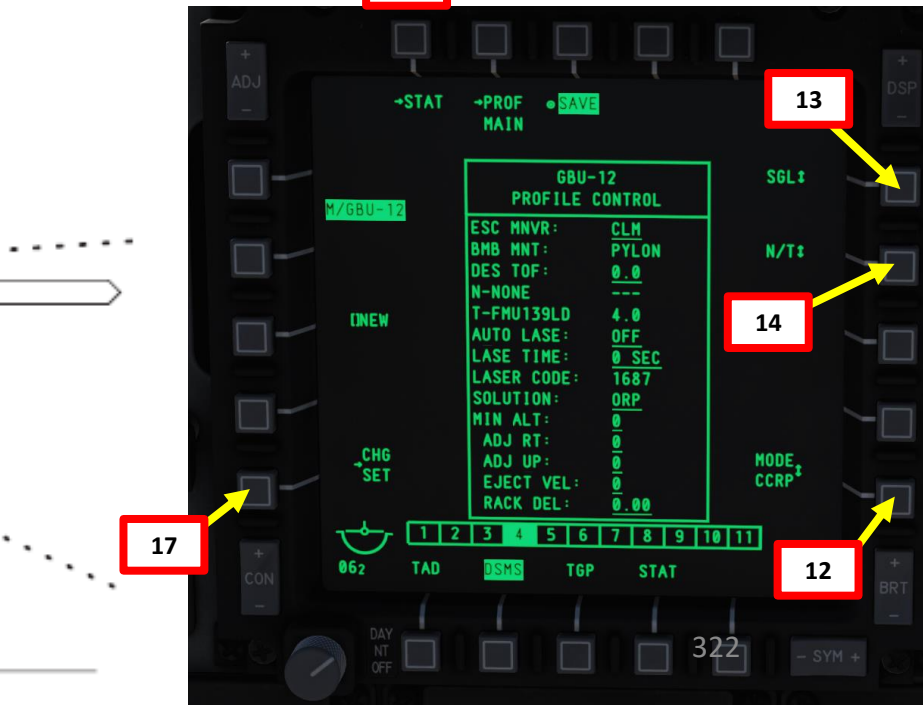 +
ADJ
-
+
DSP
-
→STAT
→PROF
MAIN
SAVE
13
GBU-12
PROFILE CONTROL
SGL↕
M/GBU-12
ESC MNVR: CLM
BMB MNT: PYLON
N/T↕
DES TOF: 0.0
N-NONE ---
[]NEW
T-FMU139LD 4.0
14
AUTO LASE: OFF
LASE TIME: 0 SEC
LASER CODE: 1687
SOLUTION: ORP
MIN ALT: 0
ADJ RT: 0
→CHG
SET
ADJ UP: 0
MODE↕
CCRP
EJECT VEL: 0
RACK DEL: 0.00
17
1 2 3 4 5 6 7 8 9 10 11
12
062 TAD DSMS TGP STAT
+
CON
-
+
BRT
-
DAY
NT
OFF
322
- SYM +